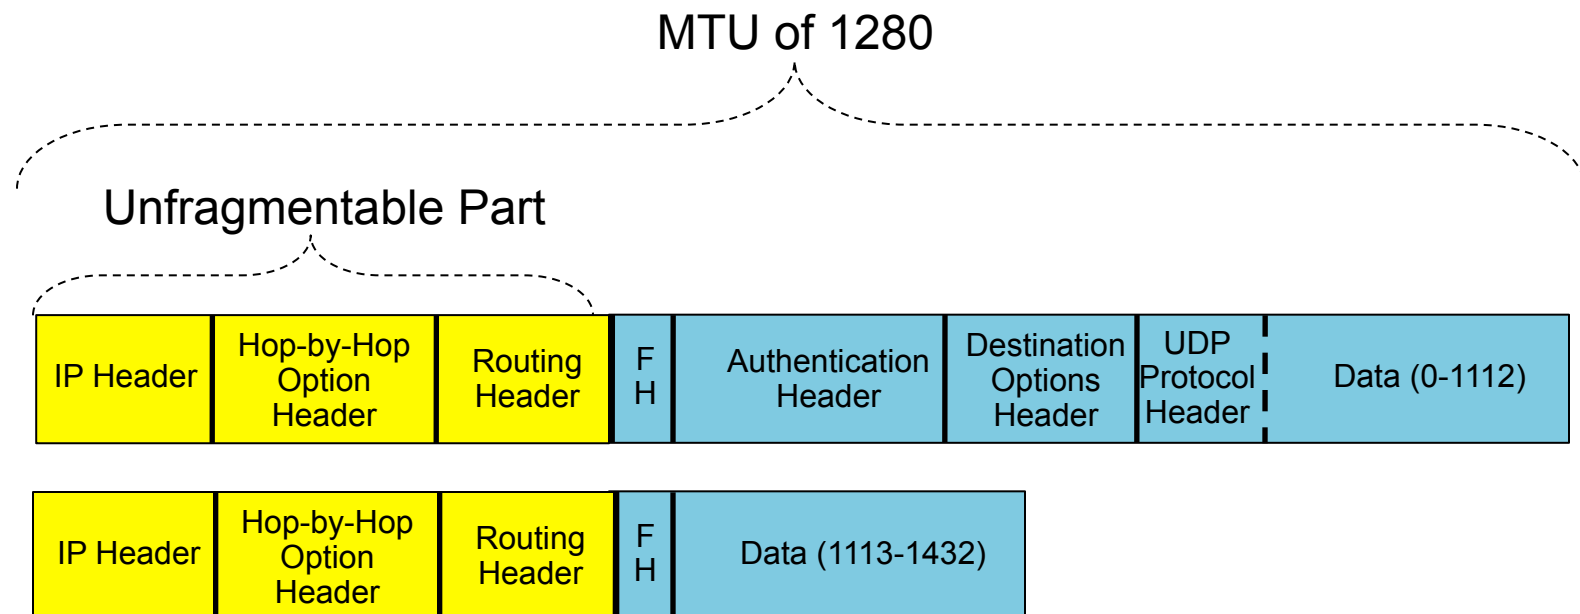 MTU of 1280
Unfragmentable Part
IP Header
Hop-by-Hop
Option
Header
Routing
Header
F
H
Authentication
Header
Destination
Options
Header
UDP
Protocol
Header
Data (0-1112)
IP Header
Hop-by-Hop
Option
Header
Routing
Header
F
H
Data (1113-1432)